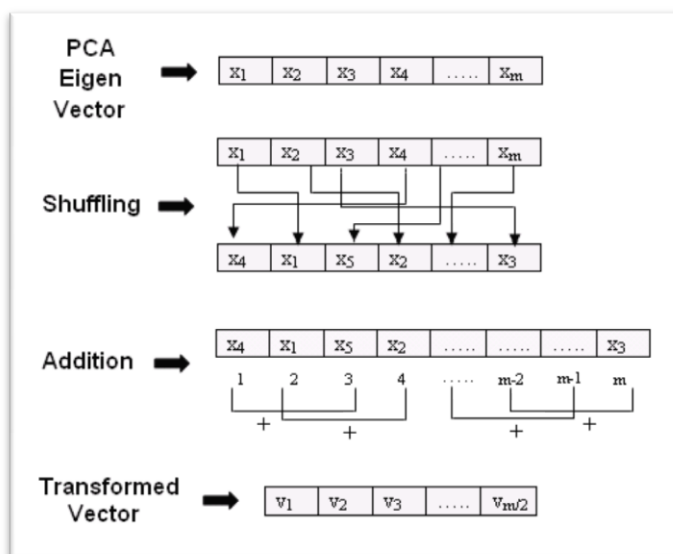 PCA
Eigen
Vector
x1 x2 x3 x4 ..... xm
x1 x2 x3 x4 ..... xm
Shuffling
x4 x1 x5 x2 ..... x3
x4 x1 x5 x2 ..... ..... ..... x3
Addition
1 2 3 4 ..... m-2 m-1 m
+ + + +
Transformed
Vector
v1 v2 v3 ..... vm/2